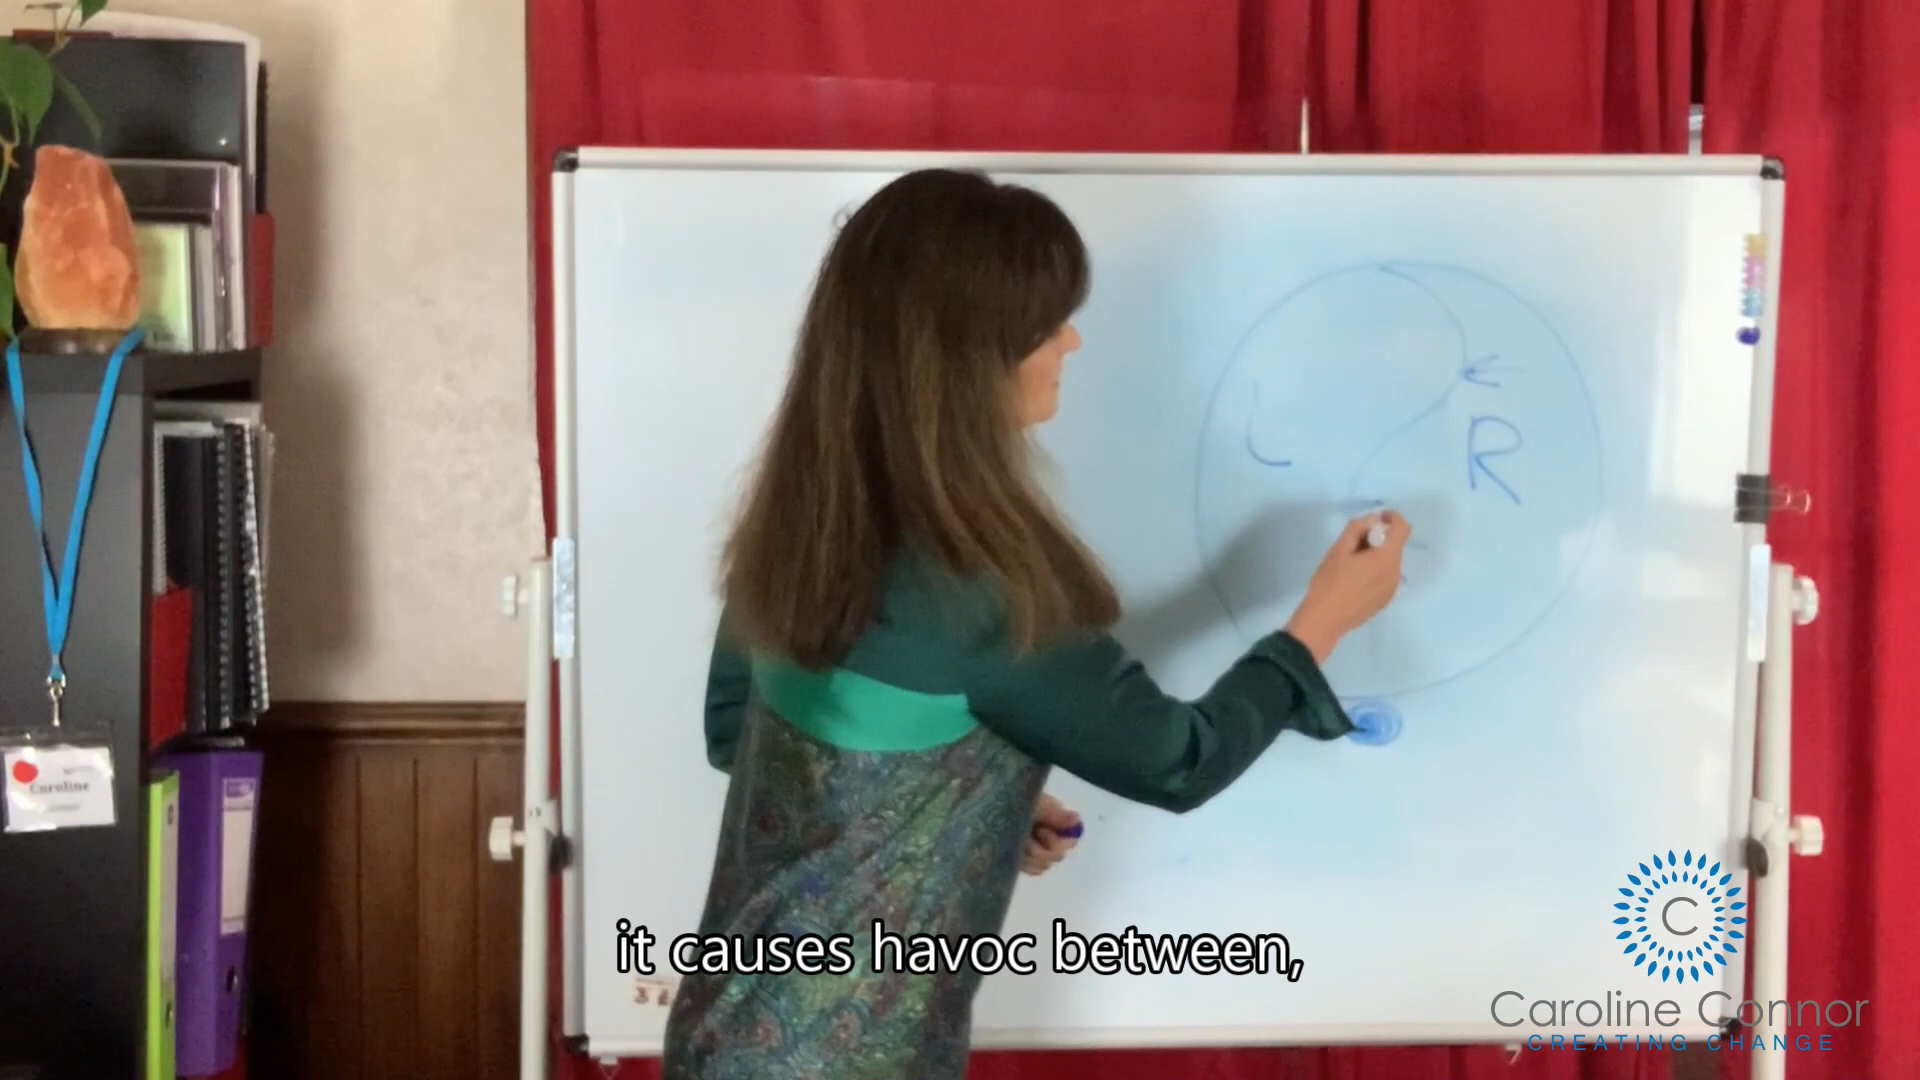 L
R
Caroline
it causes havoc between,
C
Caroline Connor
CREATING CHANGE